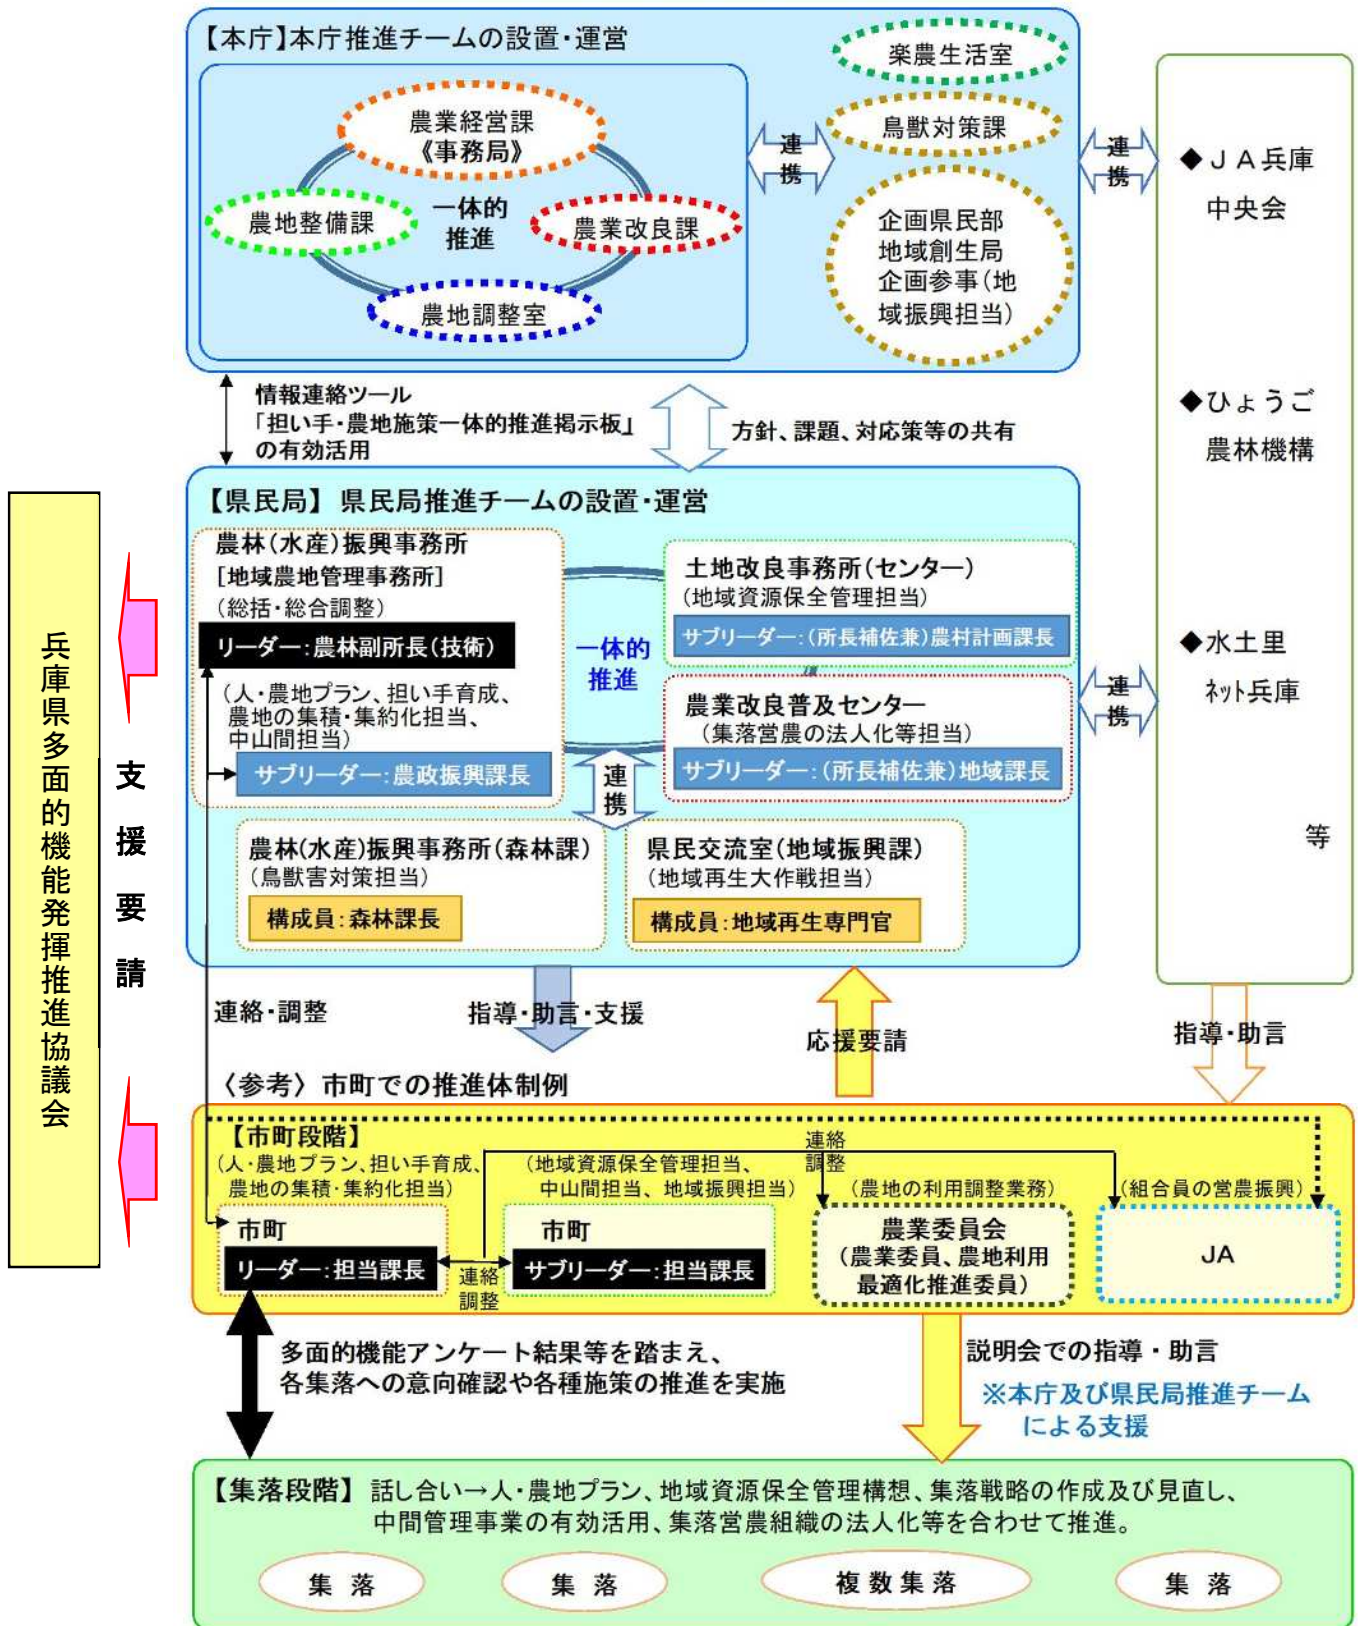 【本庁】本庁推進チームの設置・運営
楽農生活室
農業経営課
《事務局》
鳥獣対策課
連携
連携
農地整備課
一体的
推進
農業改良課
農地調整室
企画県民部
地域創生局
企画参事(地
域振興担当)
◆JA兵庫
中央会
◆ひょうご
農林機構
◆水土里
ネット兵庫
等
情報連絡ツール
「担い手・農地施策一体的推進掲示板」
の有効活用
方針、課題、対応策等の共有
【県民局】県民局推進チームの設置・運営
農林(水産)振興事務所
[地域農地管理事務所]
(総括・総合調整)
リーダー:農林副所長(技術)
(人・農地プラン、担い手育成、
農地の集積・集約化担当、
中山間担当)
サブリーダー:農政振興課長
一体的
推進
土地改良事務所(センター)
(地域資源保全管理担当)
サブリーダー:(所長補佐兼)農村計画課長
農業改良普及センター
(集落営農の法人化等担当)
サブリーダー:(所長補佐兼)地域課長
連携
連携
農林(水産)振興事務所(森林課)
(鳥獣害対策担当)
構成員:森林課長
県民交流室(地域振興課)
(地域再生大作戦担当)
構成員:地域再生専門官
兵庫県多面的機能発揮推進協議会
支援要請
連絡・調整
指導・助言・支援
応援要請
指導・助言
〈参考〉市町での推進体制例
【市町段階】
(人・農地プラン、担い手育成、
農地の集積・集約化担当)
市町
リーダー:担当課長
連絡
調整
(地域資源保全管理担当、
中山間担当、地域振興担当)
市町
サブリーダー:担当課長
連絡
調整
(農地の利用調整業務)
農業委員会
(農業委員、農地利用
最適化推進委員)
(組合員の営農振興)
JA
多面的機能アンケート結果等を踏まえ、
各集落への意向確認や各種施策の推進を実施
説明会での指導・助言
※本庁及び県民局推進チーム
による支援
【集落段階】話し合い→人・農地プラン、地域資源保全管理構想、集落戦略の作成及び見直し、
中間管理事業の有効活用、集落営農組織の法人化等を合わせて推進。
集 落
集 落
複数集落
集 落